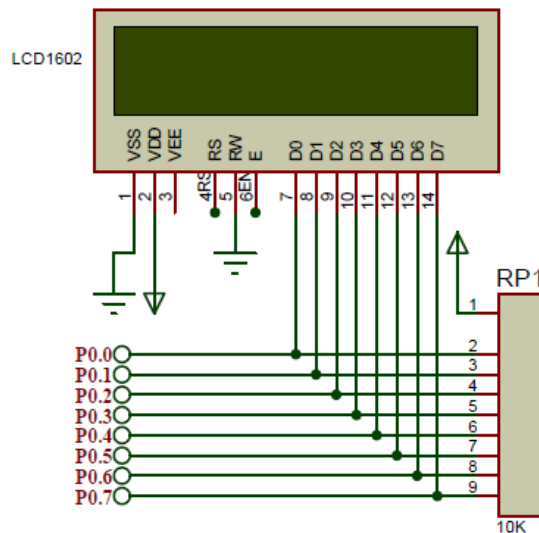 LCD1602
VSS VDD VEE RS RW E D0 D1 D2 D3 D4 D5 D6 D7
1 2 3 4RS 5 6EN 7 8 9 10 11 12 13 14
RP1
1
P0.0 2
P0.1 3
P0.2 4
P0.3 5
P0.4 6
P0.5 7
P0.6 8
P0.7 9
10K